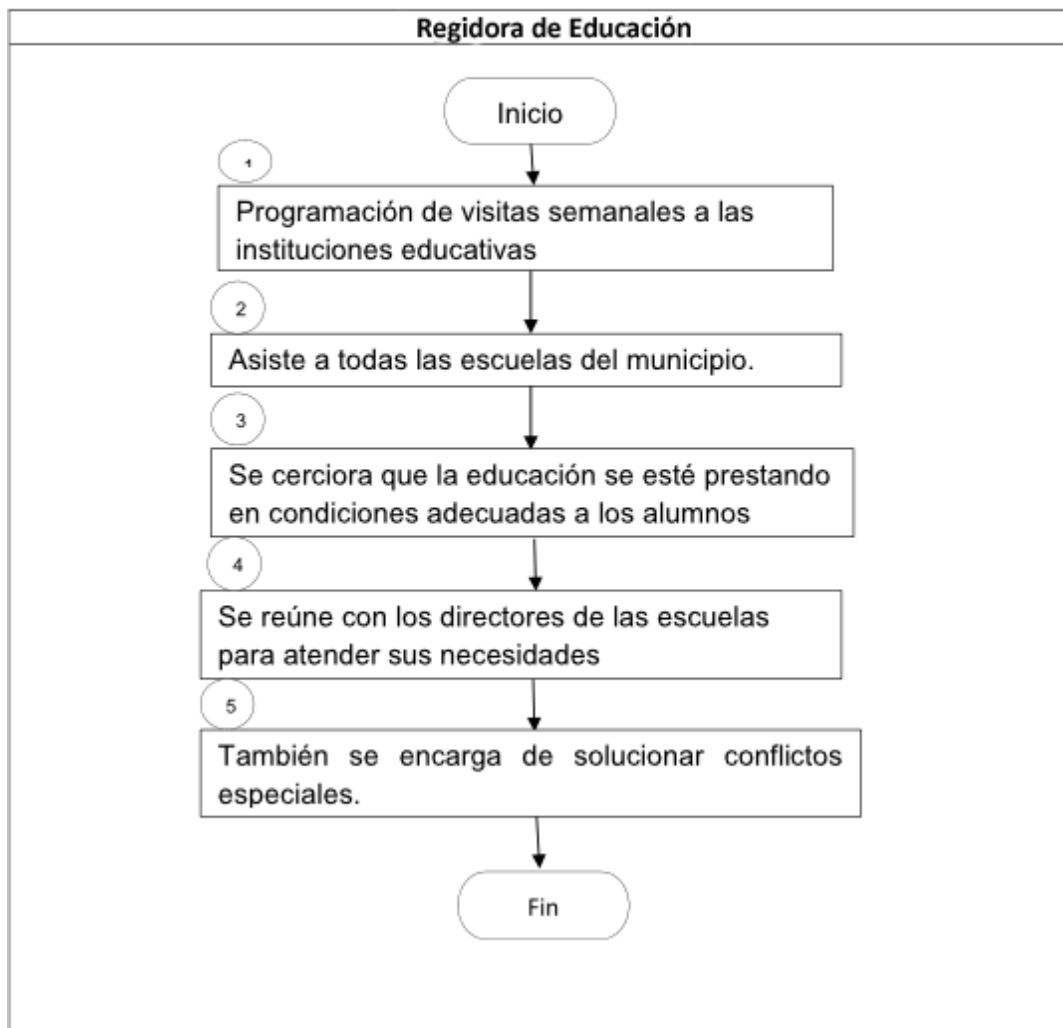 Regidora de Educación
Inicio
1
Programación de visitas semanales a las
instituciones educativas
2
Asiste a todas las escuelas del municipio.
3
Se cerciora que la educación se esté prestando
en condiciones adecuadas a los alumnos
4
Se reúne con los directores de las escuelas
para atender sus necesidades
5
También se encarga de solucionar conflictos
especiales.
Fin